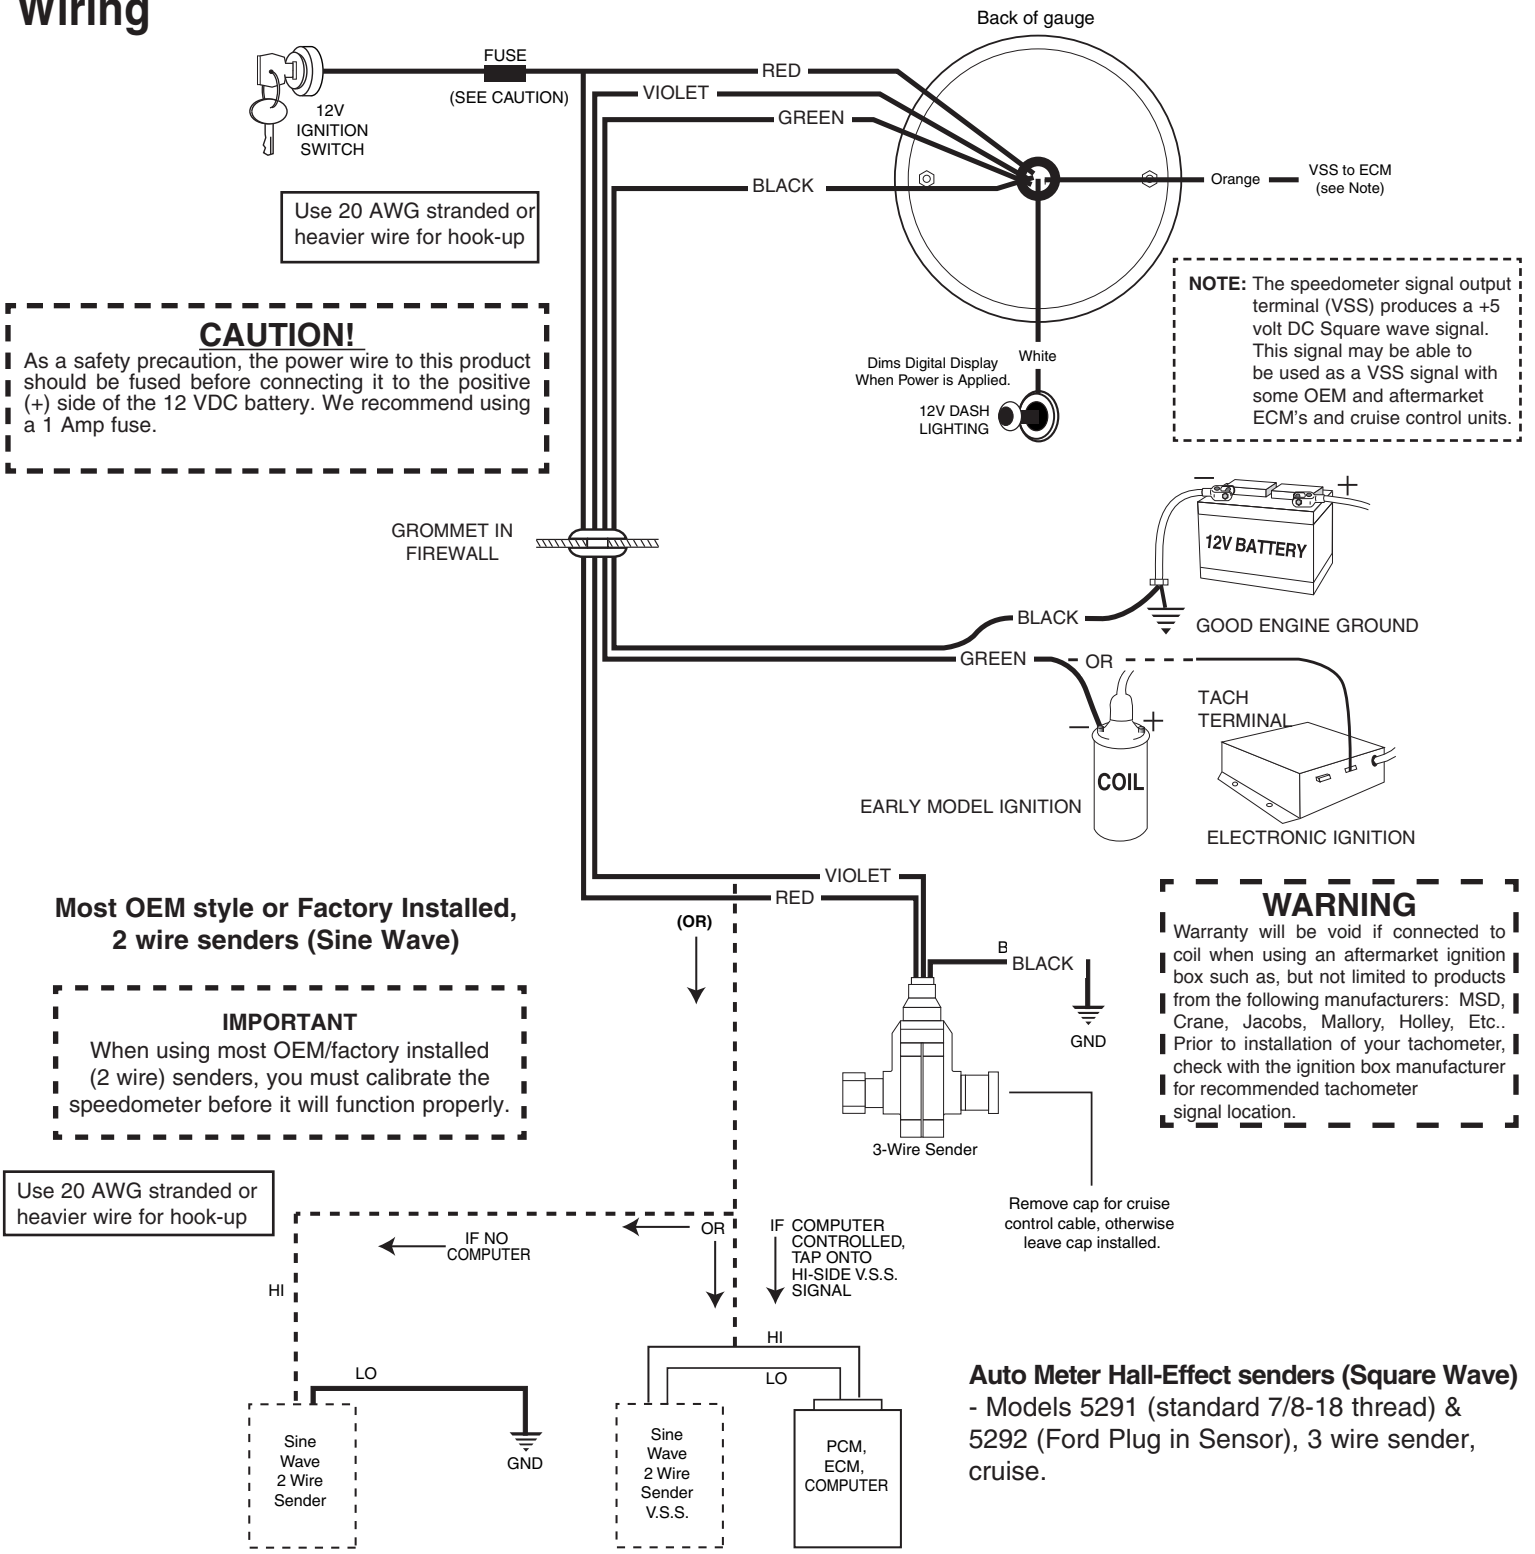 Wiring
Back of gauge
FUSE
(SEE CAUTION)
12V
IGNITION
SWITCH
RED
VIOLET
GREEN
BLACK
Orange
VSS to ECM
(see Note)
Use 20 AWG stranded or
heavier wire for hook-up
CAUTION!
As a safety precaution, the power wire to this product
should be fused before connecting it to the positive
(+) side of the 12 VDC battery. We recommend using
a 1 Amp fuse.
NOTE: The speedometer signal output
terminal (VSS) produces a +5
volt DC Square wave signal.
This signal may be able to
be used as a VSS signal with
some OEM and aftermarket
ECM's and cruise control units.
White
Dims Digital Display
When Power is Applied.
12V DASH
LIGHTING
GROMMET IN
FIREWALL
− +
12V BATTERY
BLACK
GOOD ENGINE GROUND
GREEN
OR
TACH
TERMINAL
− +
COIL
EARLY MODEL IGNITION
ELECTRONIC IGNITION
VIOLET
RED
Most OEM style or Factory Installed,
2 wire senders (Sine Wave)
(OR)
B
BLACK
GND
WARNING
Warranty will be void if connected to
coil when using an aftermarket ignition
box such as, but not limited to products
from the following manufacturers: MSD,
Crane, Jacobs, Mallory, Holley, Etc..
Prior to installation of your tachometer,
check with the ignition box manufacturer
for recommended tachometer
signal location.
IMPORTANT
When using most OEM/factory installed
(2 wire) senders, you must calibrate the
speedometer before it will function properly.
3-Wire Sender
Remove cap for cruise
control cable, otherwise
leave cap installed.
Use 20 AWG stranded or
heavier wire for hook-up
IF NO
COMPUTER
OR
IF COMPUTER
CONTROLLED,
TAP ONTO
HI-SIDE V.S.S.
SIGNAL
HI
LO
HI
LO
Sine
Wave
2 Wire
Sender
GND
Sine
Wave
2 Wire
Sender
V.S.S.
PCM,
ECM,
COMPUTER
Auto Meter Hall-Effect senders (Square Wave)
- Models 5291 (standard 7/8-18 thread) &
5292 (Ford Plug in Sensor), 3 wire sender,
cruise.